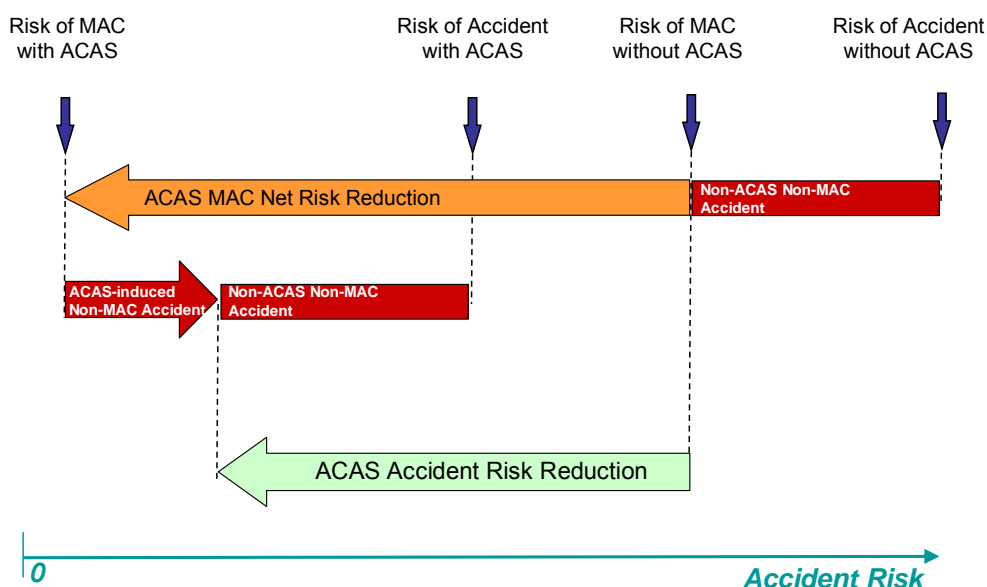 Risk of MAC
with ACAS
Risk of Accident
with ACAS
Risk of MAC
without ACAS
Risk of Accident
without ACAS
ACAS MAC Net Risk Reduction
Non-ACAS Non-MAC
Accident
ACAS-induced
Non-MAC Accident
Non-ACAS Non-MAC
Accident
ACAS Accident Risk Reduction
0
Accident Risk